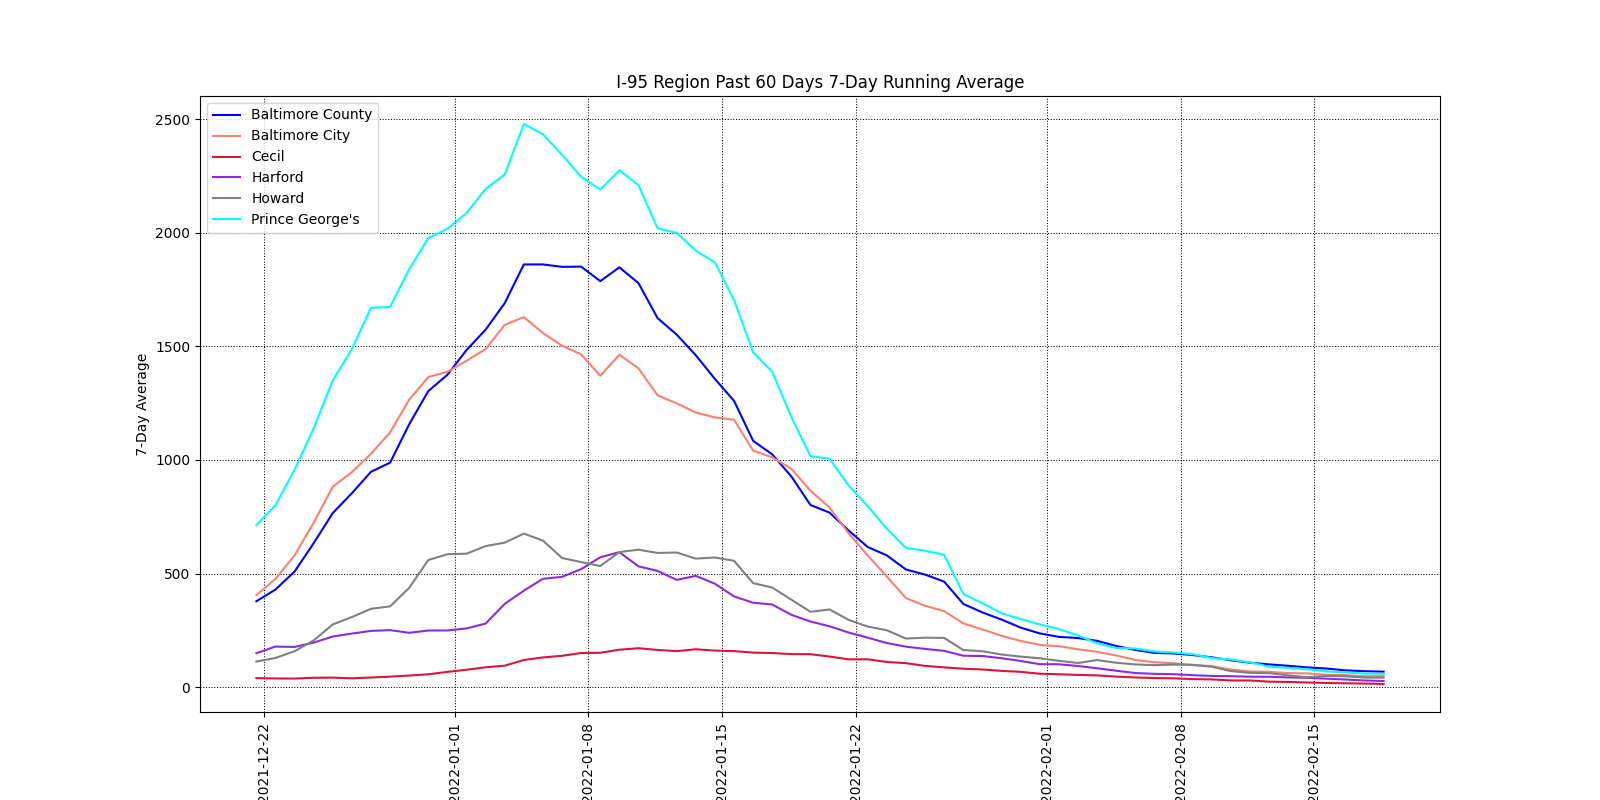 I-95 Region Past 60 Days 7-Day Running Average
Baltimore County
Baltimore City
Cecil
Harford
Howard
Prince George's
2500
2000
1500
1000
500
0
7-Day Average
2021-12-22
2022-01-01
2022-01-08
2022-01-15
2022-01-22
2022-02-01
2022-02-08
2022-02-15